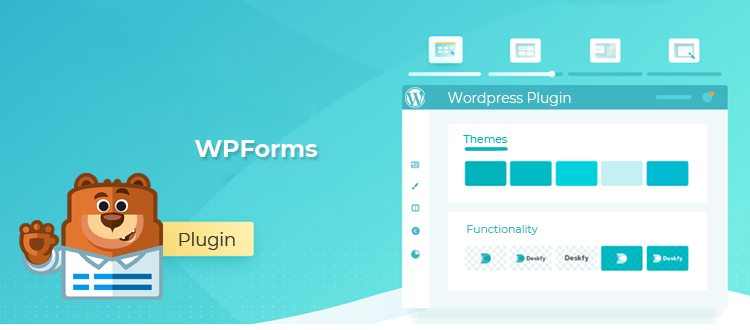 WPForms
Plugin
Wordpress Plugin
Themes
Functionality
Deskfy
Deskfy
Deskfy